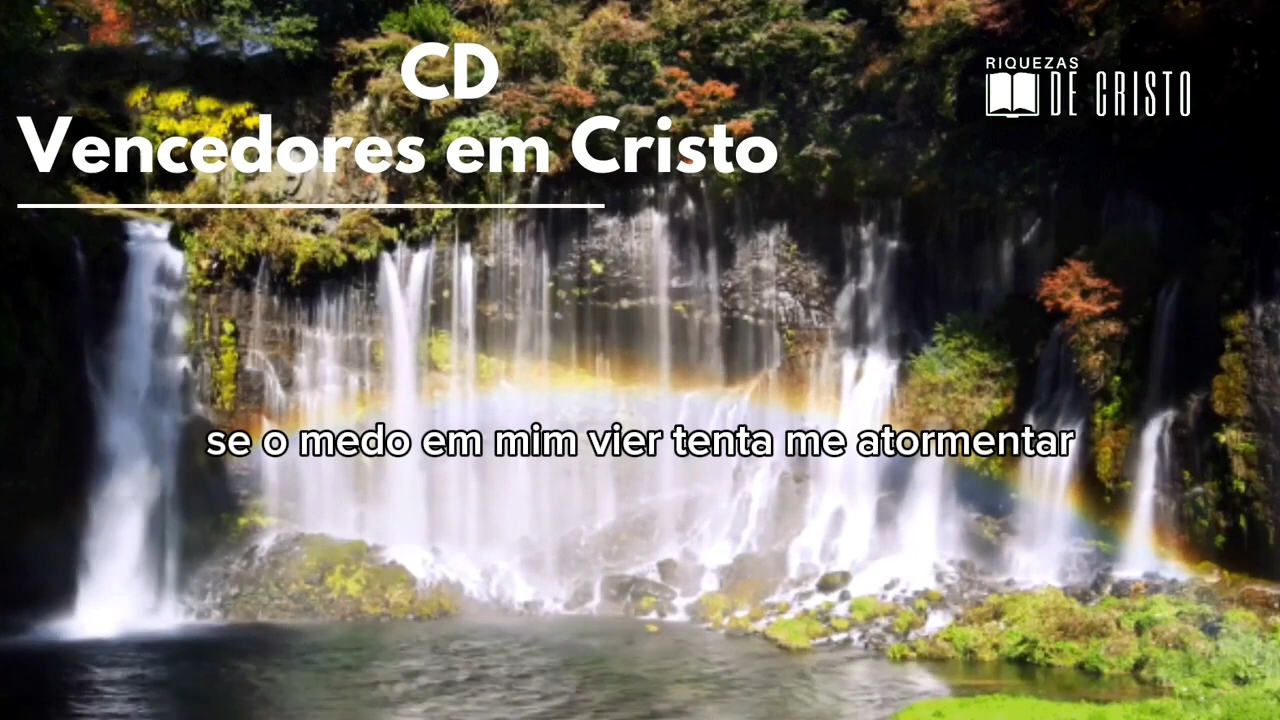 CD
Vencedores em Cristo
RIQUEZAS
DE CRISTO
se o medo em mim vier tenta me atormentar